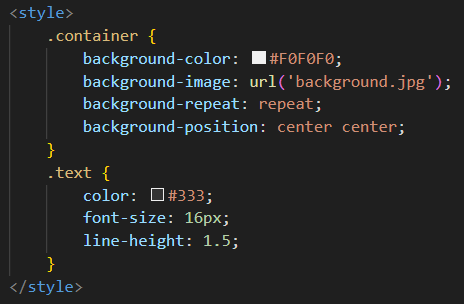 <style>
.container {
background-color: #F0F0F0;
background-image: url('background.jpg');
background-repeat: repeat;
background-position: center center;
}
.text {
color: #333;
font-size: 16px;
line-height: 1.5;
}
</style>